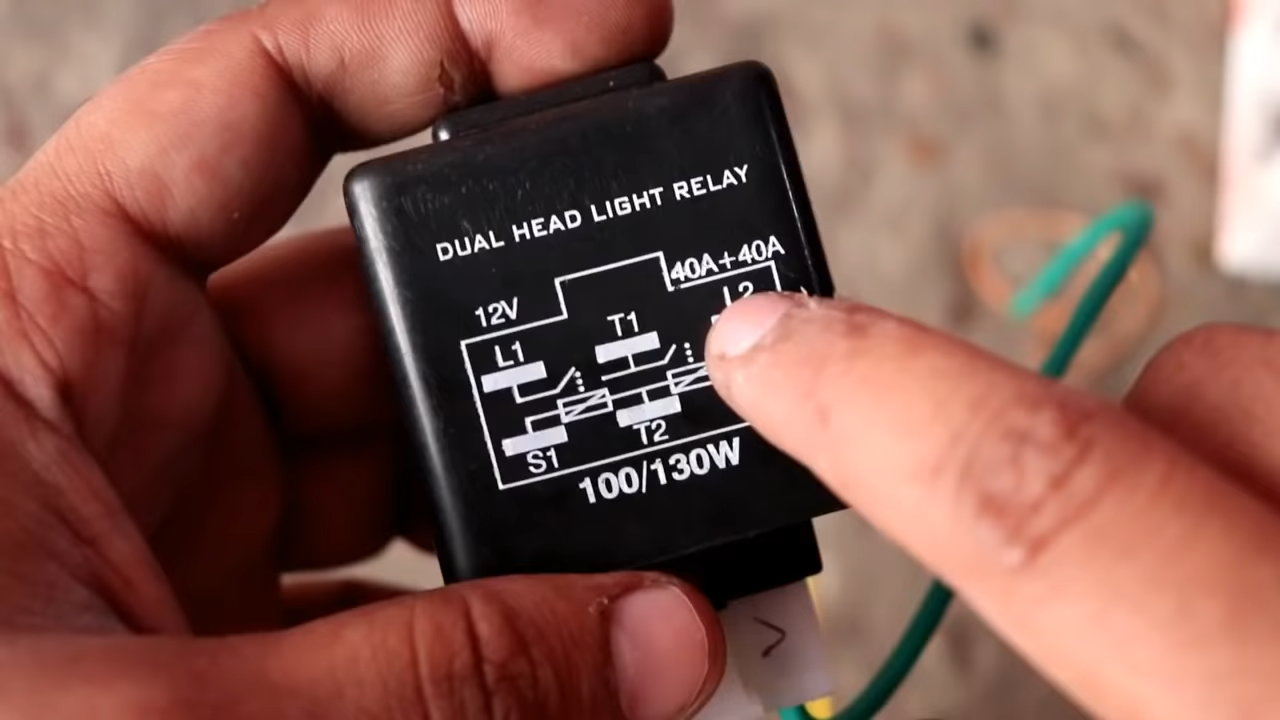 DUAL HEAD LIGHT RELAY
12V
40A+40A
L1
T1
L2
S1
T2
100/130W